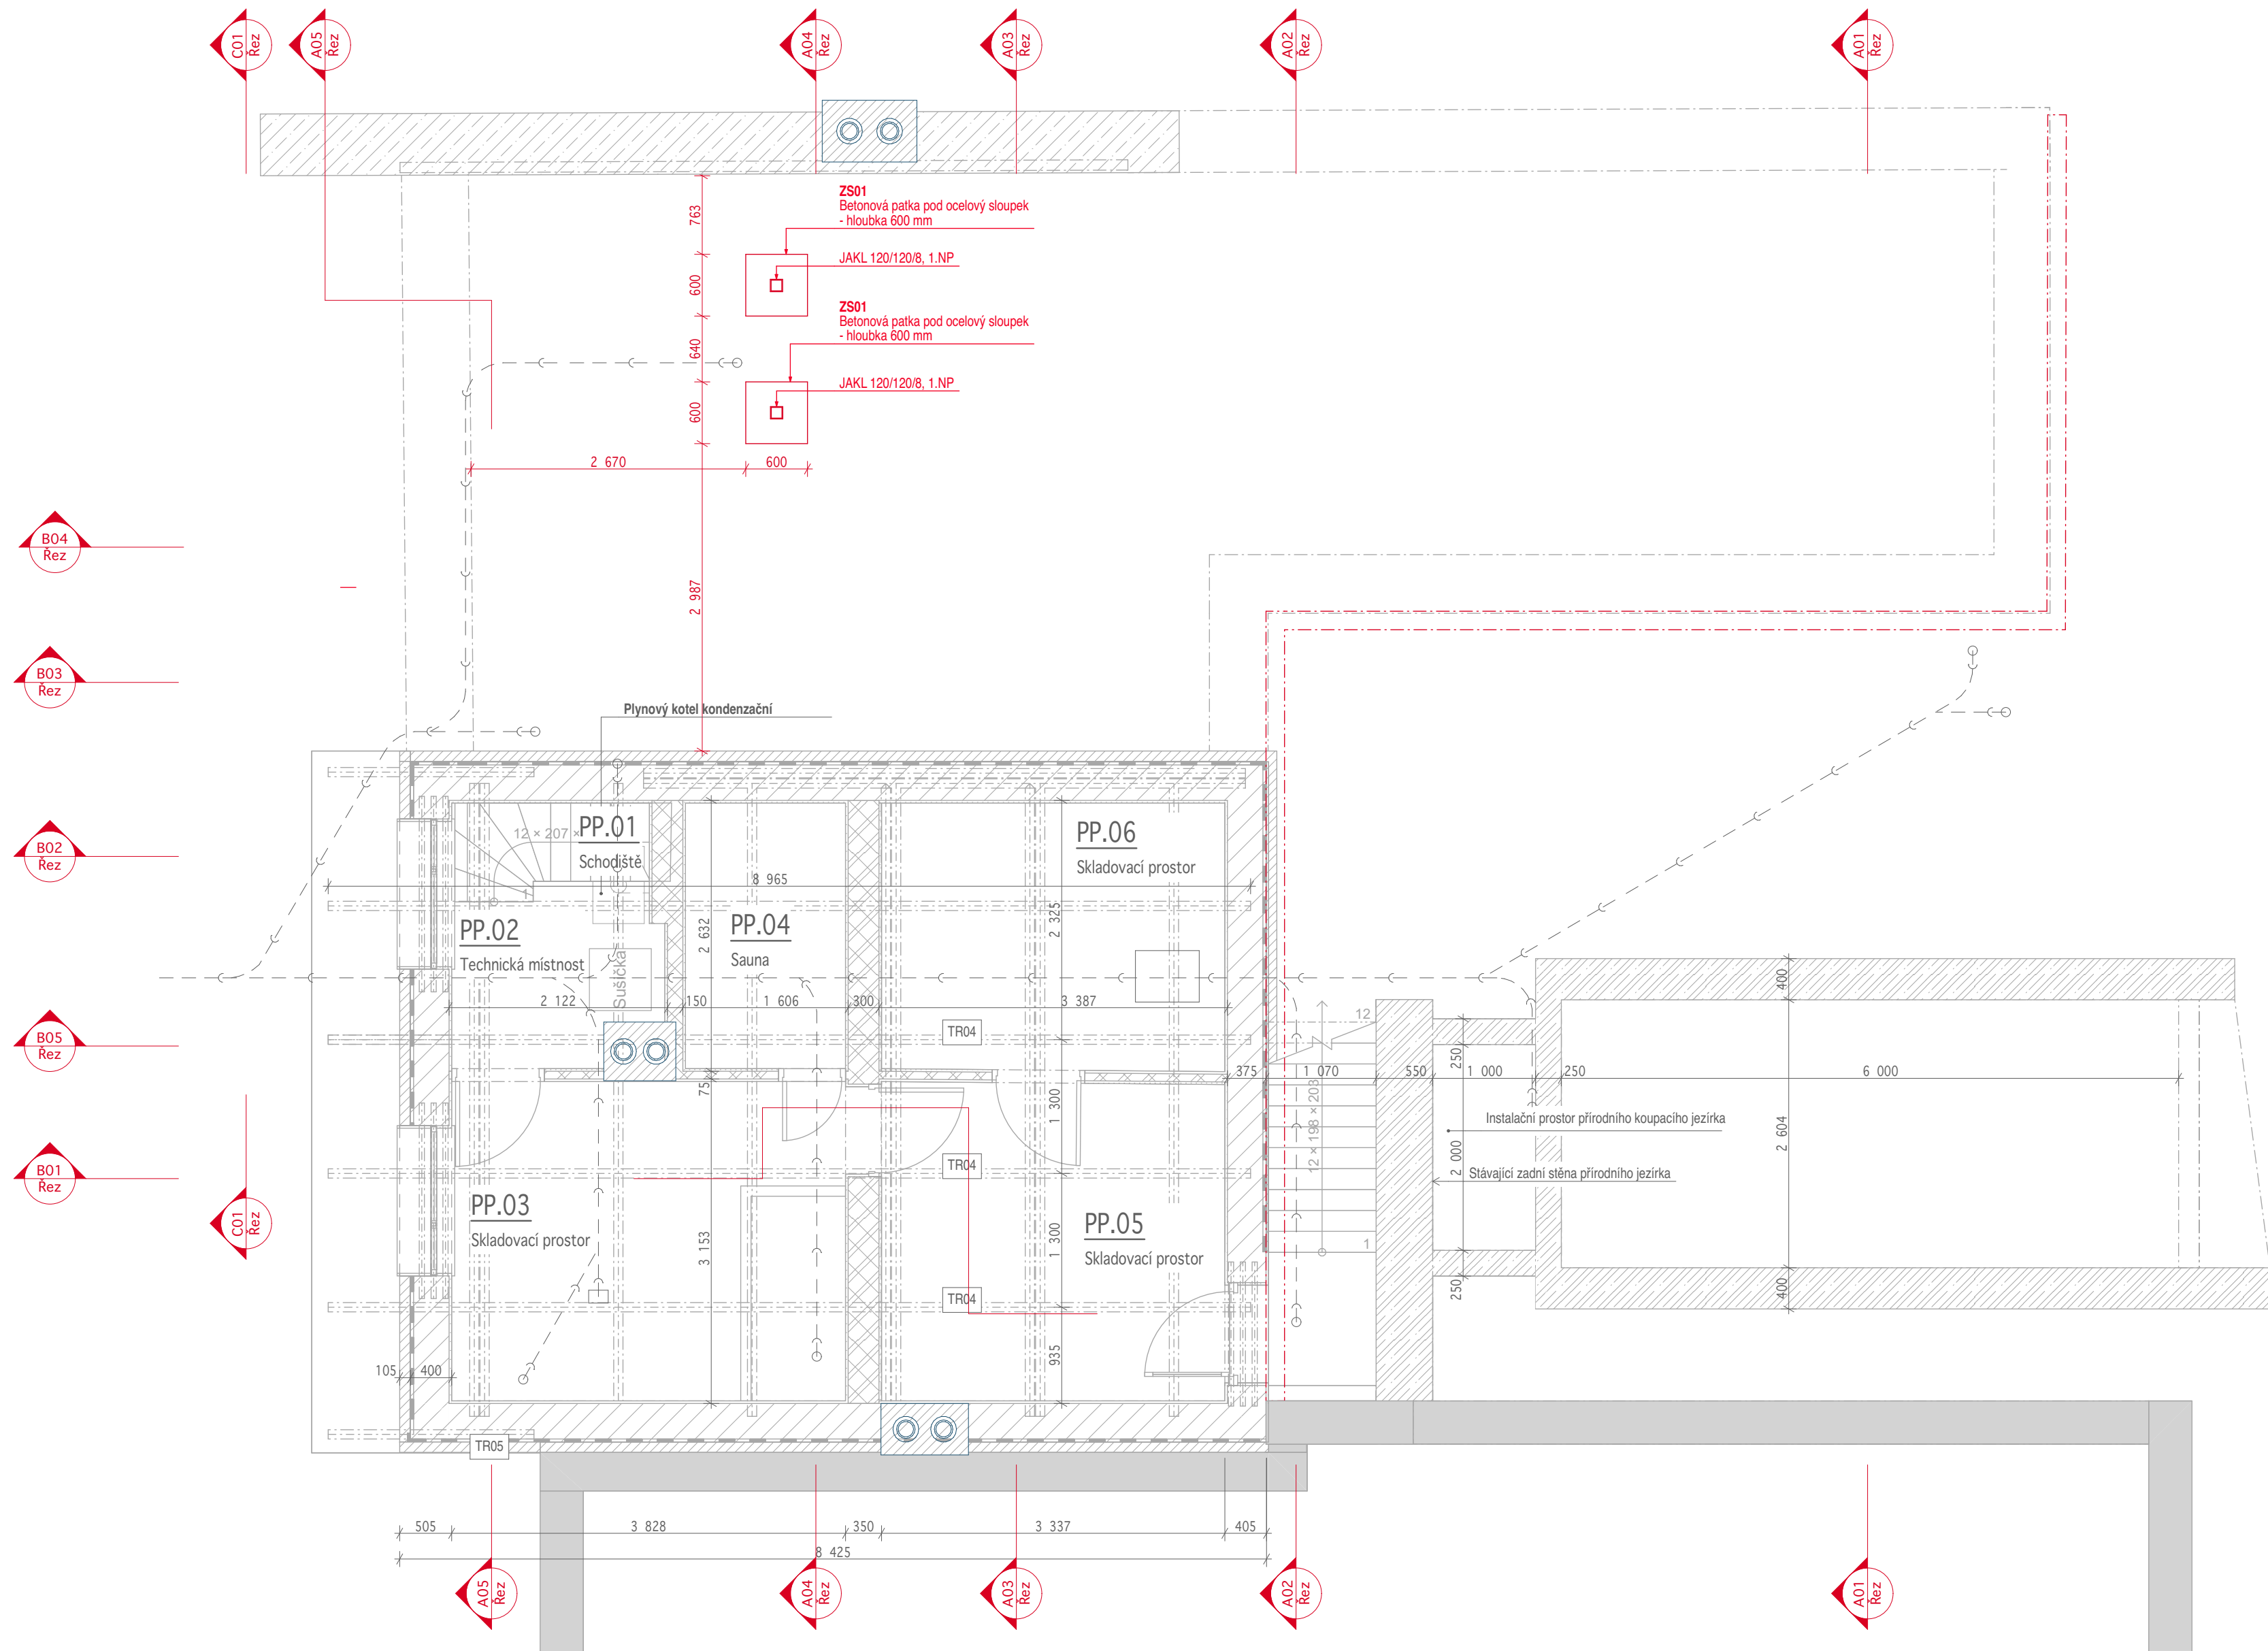 C01
Řez
A05
Řez
A04
Řez
A03
Řez
A02
Řez
A01
Řez
763
ZS01
Betonová patka pod ocelový sloupek
- hloubka 600 mm
JAKL 120/120/8, 1.NP
600
ZS01
Betonová patka pod ocelový sloupek
- hloubka 600 mm
640
JAKL 120/120/8, 1.NP
600
2 670
600
B04
Řez
2 987
B03
Řez
Plynový kotel kondenzační
B02
Řez
12 × 207 ×
PP.01
Schodiště
PP.06
Skladovací prostor
1
8 965
2 632
2 325
PP.02
Technická místnost
PP.04
Sauna
Sušička
400
2 122
150
1 606
300
3 387
B05
Řez
TR04
12
250
75
375
1 070
550
1 000
250
6 000
1 300
12 × 198 × 203
Instalační prostor přírodního koupacího jezírka
2 604
B01
Řez
TR04
2 000
Stávající zadní stěna přírodního jezírka
C01
Řez
PP.03
Skladovací prostor
3 153
1 300
PP.05
Skladovací prostor
1
TR04
250
400
935
105
400
TR05
505
3 828
350
3 337
405
8 425
A05
Řez
A04
Řez
A03
Řez
A02
Řez
A01
Řez